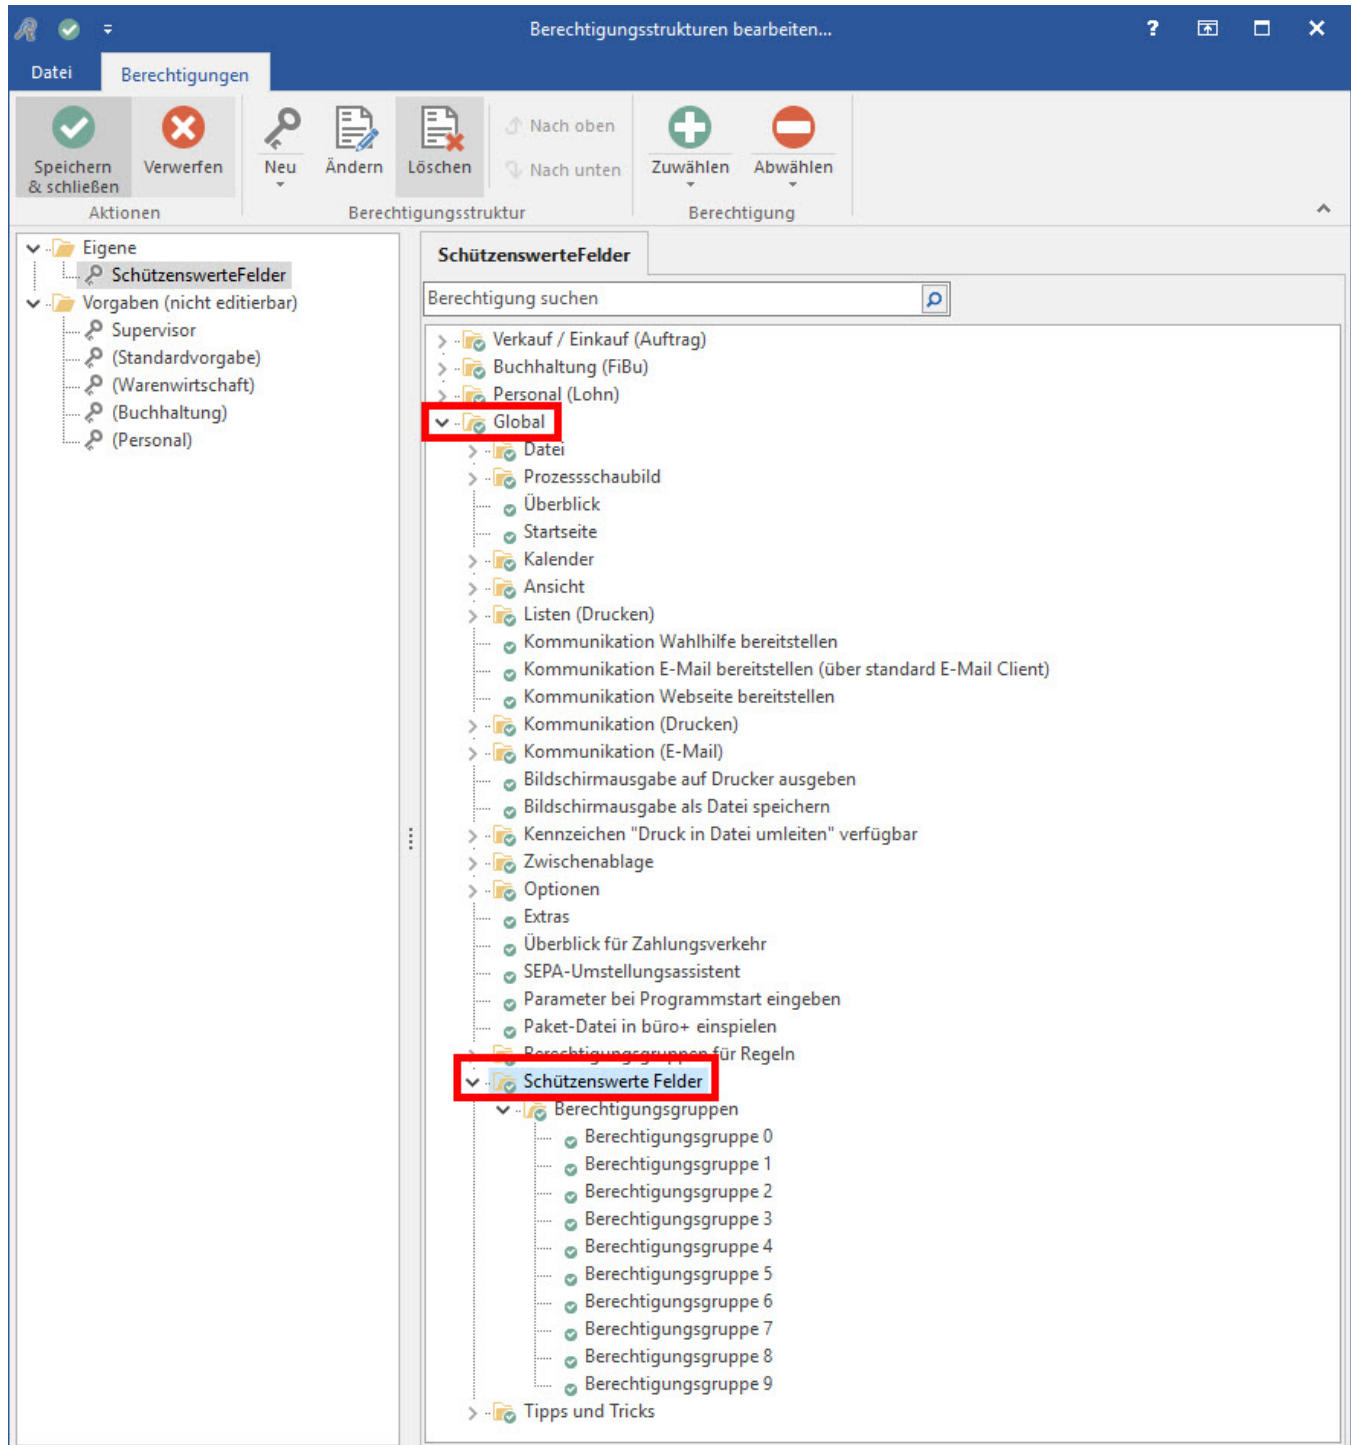 Berechtigungsstrukturen bearbeiten...
Datei
Berechtigungen
Speichern
& schließen
Verwerfen
Neu
Ändern
Löschen
Nach oben
Nach unten
Zuwählen
Abwählen
Aktionen
Berechtigungsstruktur
Berechtigung
Eigene
SchützenswerteFelder
Vorgaben (nicht editierbar)
Supervisor
(Standardvorgabe)
(Warenwirtschaft)
(Buchhaltung)
(Personal)
SchützenswerteFelder
Berechtigung suchen
Verkauf / Einkauf (Auftrag)
Buchhaltung (FiBu)
Personal (Lohn)
Global
Datei
Prozessschaubild
Überblick
Startseite
Kalender
Ansicht
Listen (Drucken)
Kommunikation Wahlhilfe bereitstellen
Kommunikation E-Mail bereitstellen (über standard E-Mail Client)
Kommunikation Webseite bereitstellen
Kommunikation (Drucken)
Kommunikation (E-Mail)
Bildschirmausgabe auf Drucker ausgeben
Bildschirmausgabe als Datei speichern
Kennzeichen "Druck in Datei umleiten" verfügbar
Zwischenablage
Optionen
Extras
Überblick für Zahlungsverkehr
SEPA-Umstellungsassistent
Parameter bei Programmstart eingeben
Paket-Datei in büro+ einspielen
Berechtigungsgruppen für Regeln
Schützenswerte Felder
Berechtigungsgruppen
Berechtigungsgruppe 0
Berechtigungsgruppe 1
Berechtigungsgruppe 2
Berechtigungsgruppe 3
Berechtigungsgruppe 4
Berechtigungsgruppe 5
Berechtigungsgruppe 6
Berechtigungsgruppe 7
Berechtigungsgruppe 8
Berechtigungsgruppe 9
Tipps und Tricks